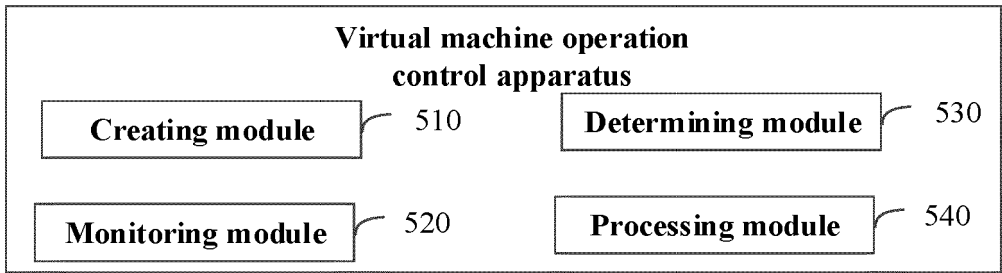 Virtual machine operation
control apparatus
Creating module 510
Determining module 530
Monitoring module 520
Processing module 540